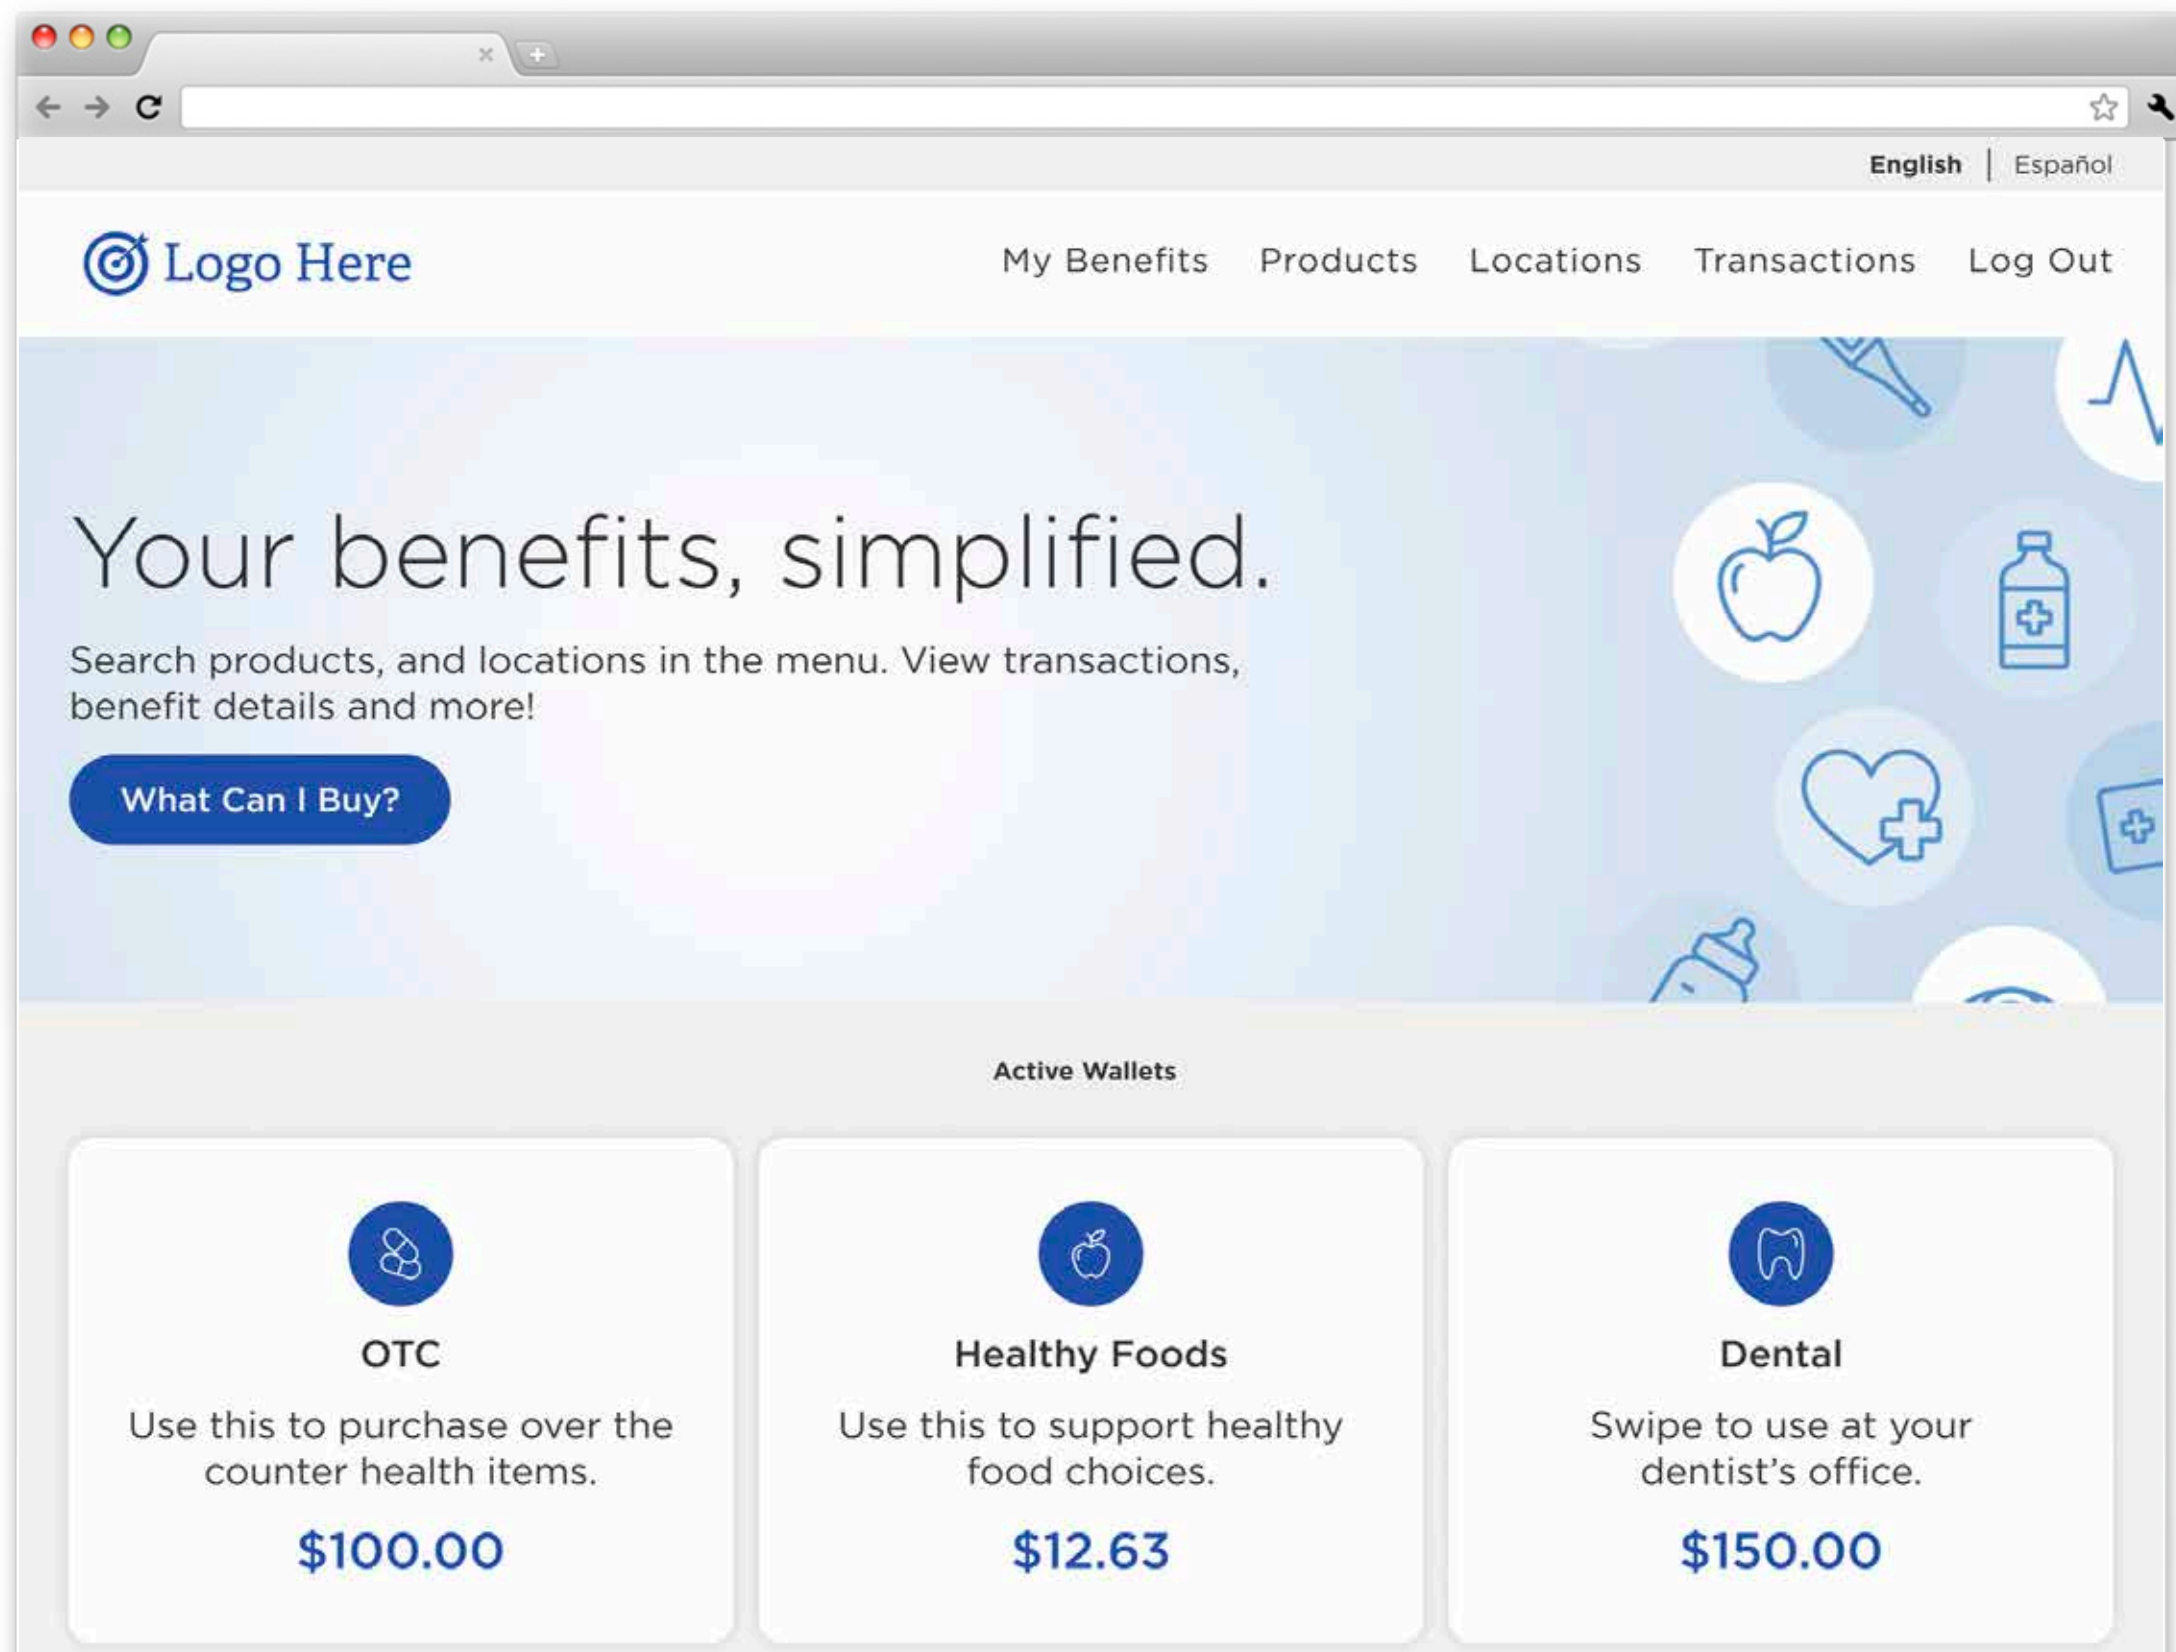 English | Español
Logo Here
My Benefits Products Locations Transactions Log Out
Your benefits, simplified.
Search products, and locations in the menu. View transactions,
benefit details and more!
What Can I Buy?
Active Wallets
OTC
Use this to purchase over the
counter health items.
$100.00
Healthy Foods
Use this to support healthy
food choices.
$12.63
Dental
Swipe to use at your
dentist's office.
$150.00